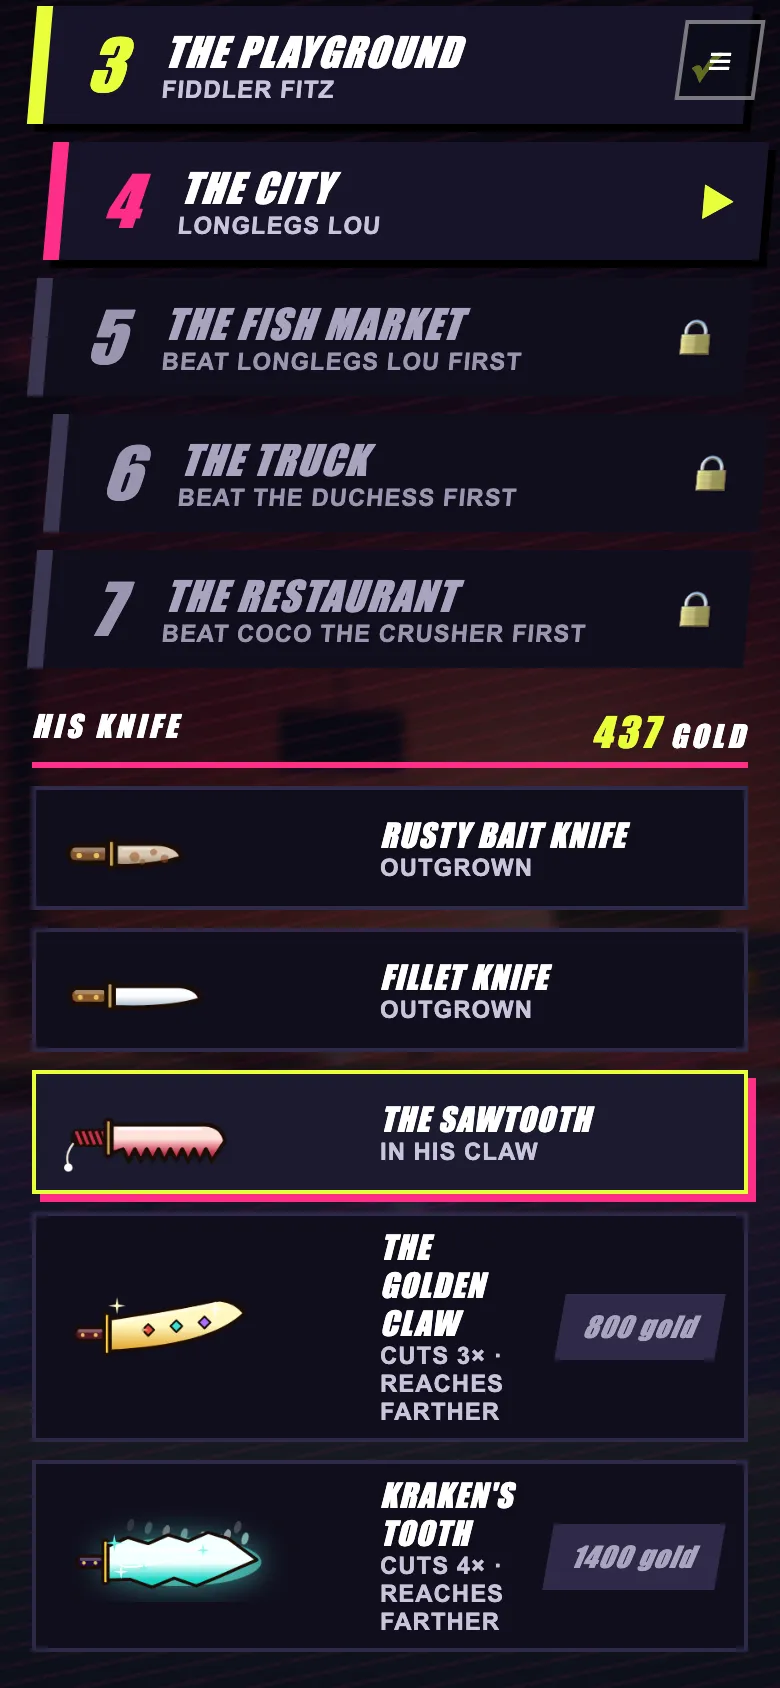 3 THE PLAYGROUND
FIDDLER FITZ
4 THE CITY
LONGLEGS LOU
5 THE FISH MARKET
BEAT LONGLEGS LOU FIRST
6 THE TRUCK
BEAT THE DUCHESS FIRST
7 THE RESTAURANT
BEAT COCO THE CRUSHER FIRST
HIS KNIFE
437 GOLD
RUSTY BAIT KNIFE
OUTGROWN
FILLET KNIFE
OUTGROWN
THE SAWTOOTH
IN HIS CLAW
THE
GOLDEN
CLAW
CUTS 3× ·
REACHES
FARTHER
800 gold
KRAKEN'S
TOOTH
CUTS 4× ·
REACHES
FARTHER
1400 gold